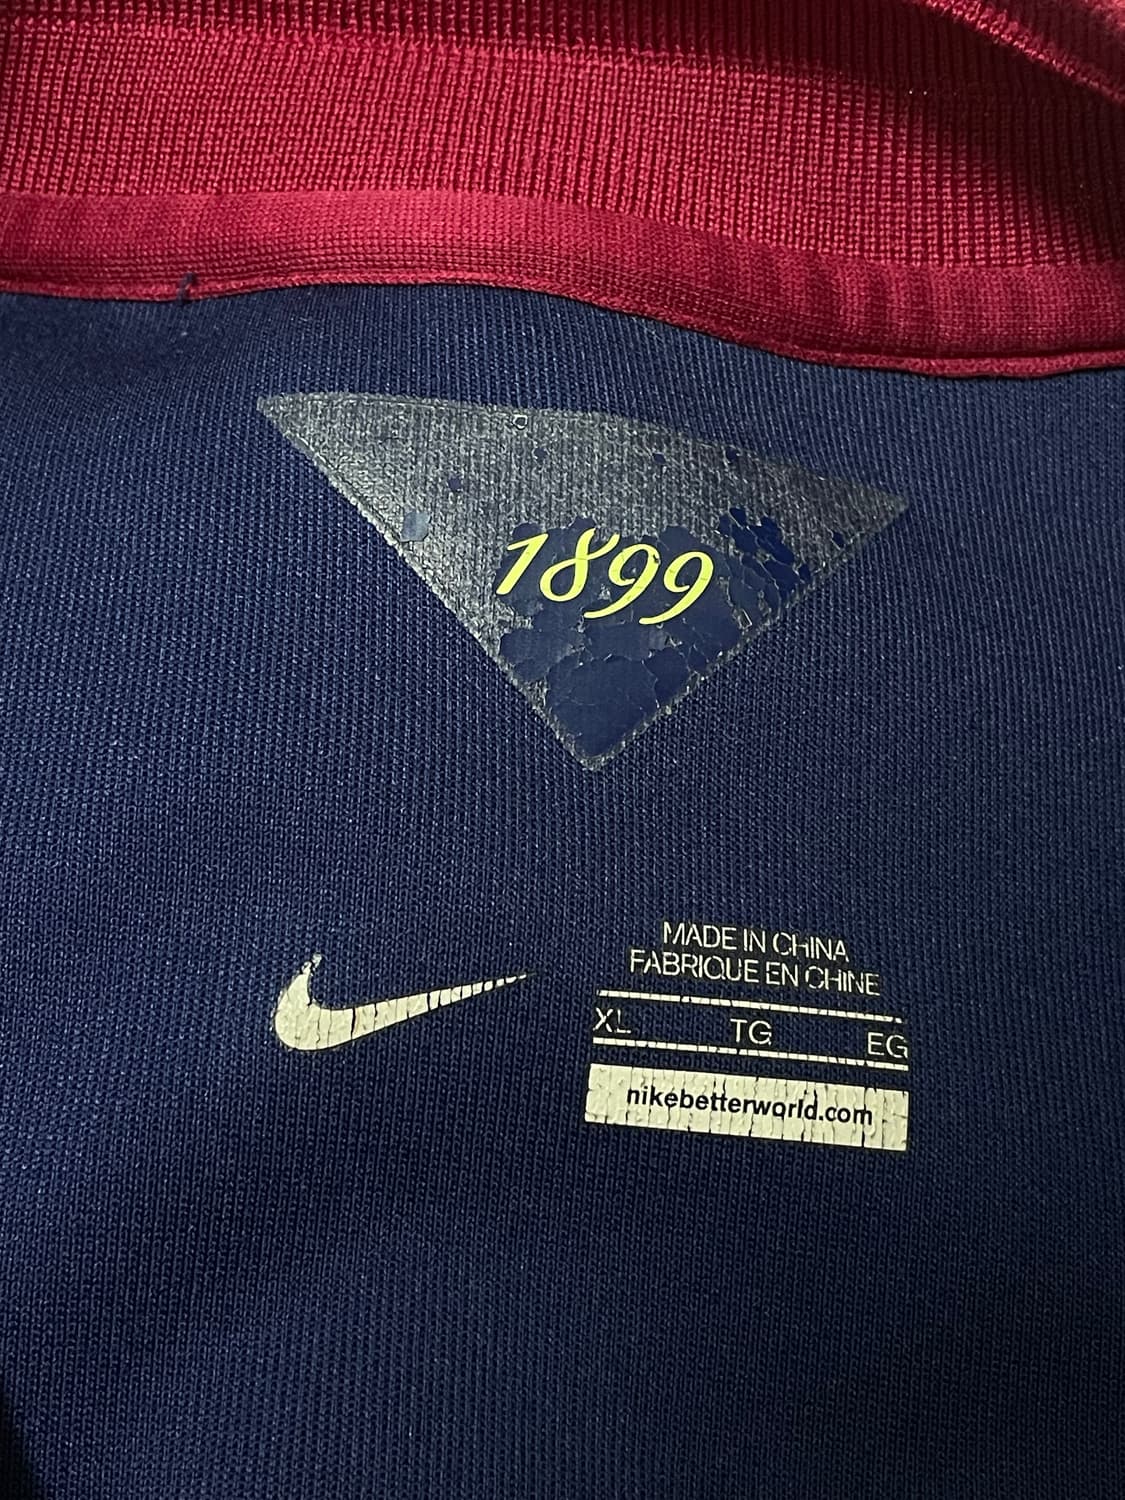 1899
MADE IN CHINA
FABRIQUE EN CHINE
XL TG EG
nikebetterworld.com